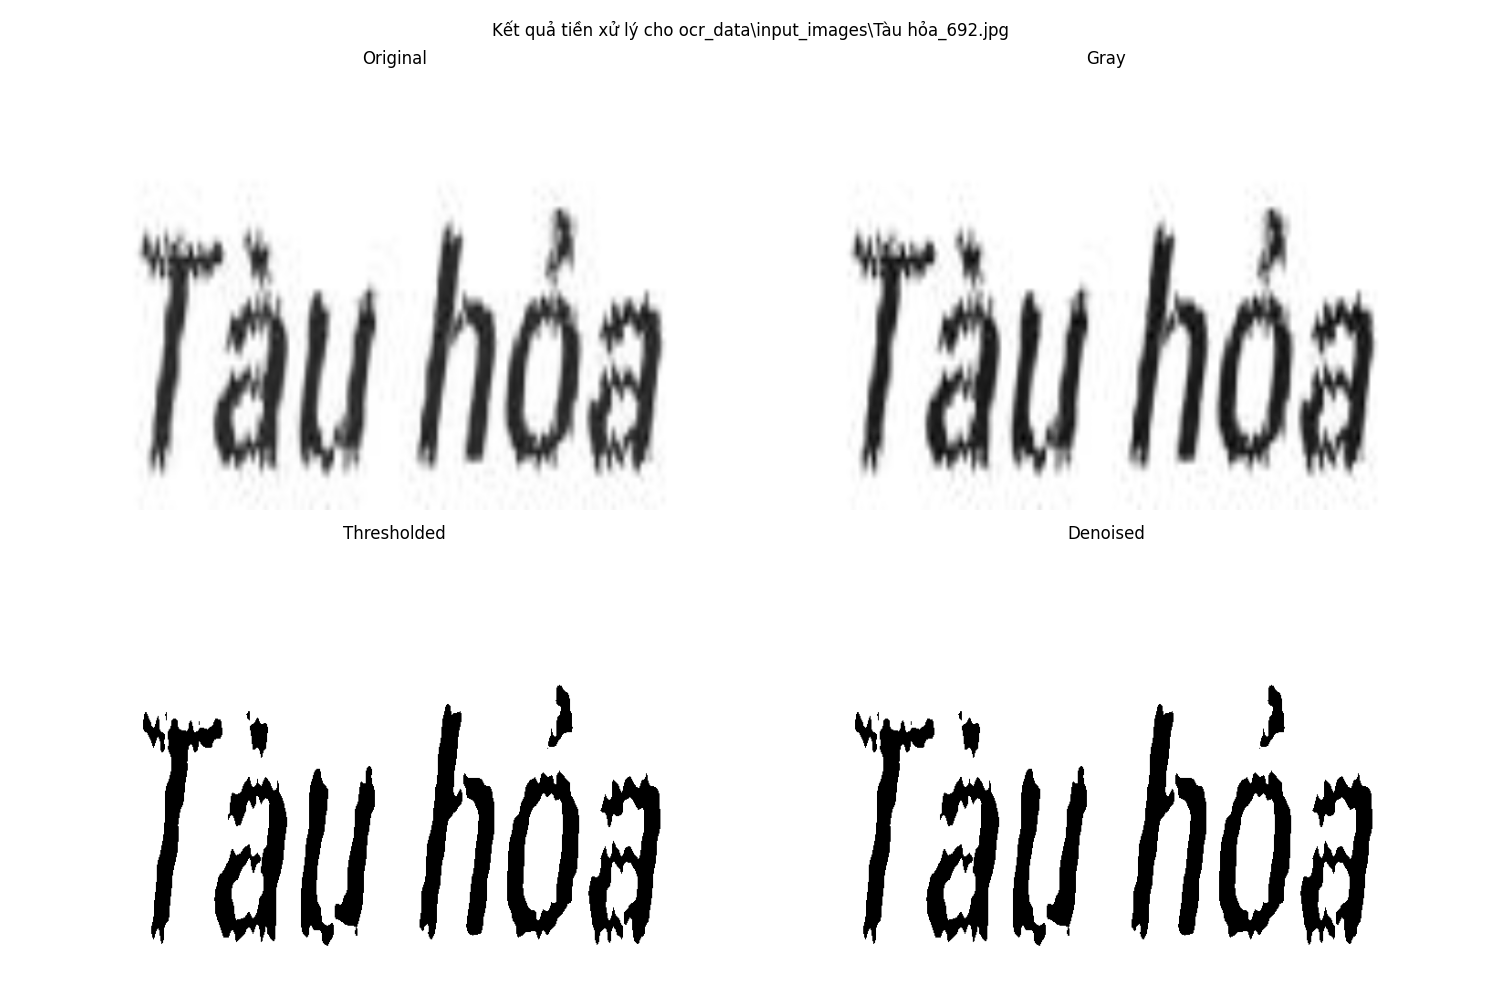 Kết quả tiền xử lý cho ocr_data\input_images\Tàu hỏa_692.jpg
Original
Gray
Tàu hỏa
Tàu hỏa
Thresholded
Denoised
Tàu hỏa
Tàu hỏa